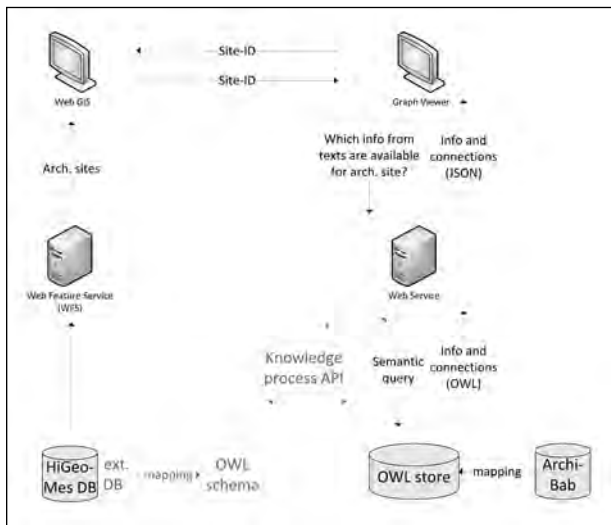 Site-ID
Site-ID
Web GIS
Graph Viewer
Which info from
texts are available
for arch. site?
Info and
connections
(JSON)
Arch. sites
Web Feature Service
(WFS)
Web Service
Knowledge
process API
Semantic
query
Info and
connections
(OWL)
HiGeo-
Mes DB
ext.
DB
mapping
OWL
schema
OWL store
mapping
Archi-
Bab